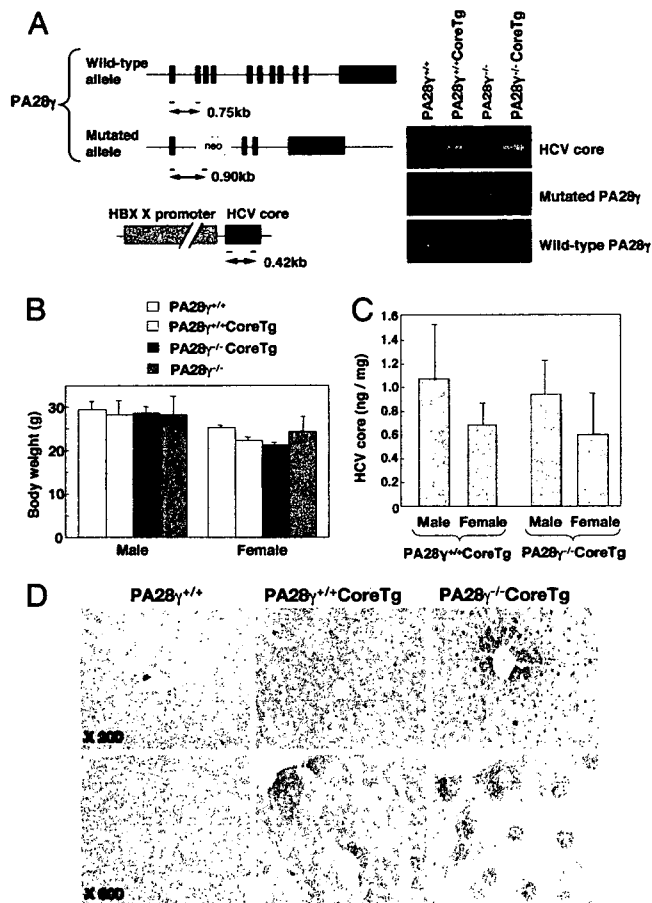 A
PA28γ
Wild-type allele
0.75kb
Mutated allele
neo
0.90kb
HBX X promoter
HCV core
0.42kb
PA28γ+/+
PA28γ+/+CoreTg
PA28γ-/-
PA28γ-/-CoreTg
HCV core
Mutated PA28γ
Wild-type PA28γ
B
PA28γ+/+
PA28γ+/+CoreTg
PA28γ-/-CoreTg
PA28γ-/-
Body weight (g)
30
20
10
0
Male
Female
C
HCV core (ng / mg)
1.6
1.4
1.2
1.0
0.8
0.6
0.4
0.2
0
Male Female
Male Female
PA28γ+/+CoreTg
PA28γ-/-CoreTg
D
PA28γ+/+
PA28γ+/+CoreTg
PA28γ-/-CoreTg
X 200
X 600